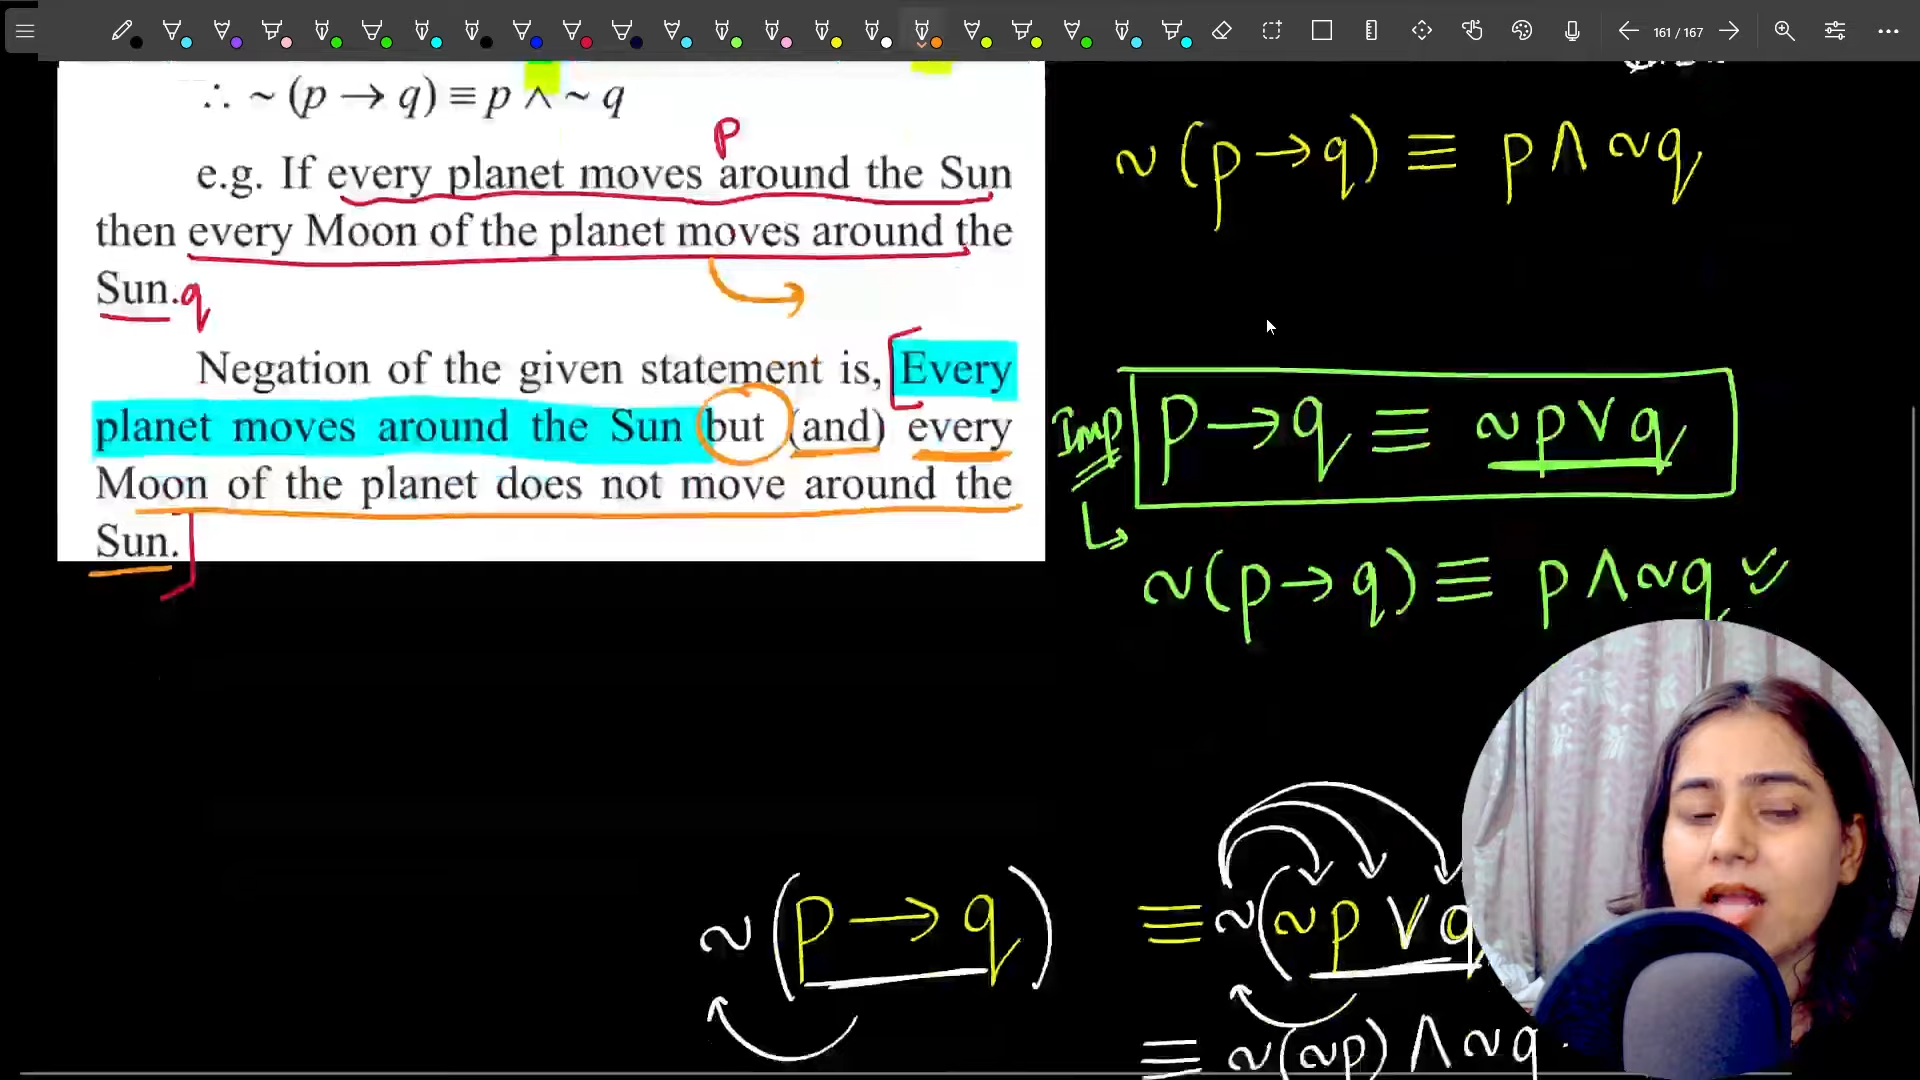 161 / 167
∴ ~ (p → q) ≡ p ∧ ~ q
p
e.g. If every planet moves around the Sun
then every Moon of the planet moves around the
Sun. q
Negation of the given statement is, [Every
planet moves around the Sun but (and) every
Moon of the planet does not move around the
Sun.]
~(p→q) ≡ p∧~q
Imp
p→q ≡ ~p∨q
~(p→q) ≡ p∧~q
~(p→q) ≡ ~(~p∨q
≡ ~(~p)∧~q.